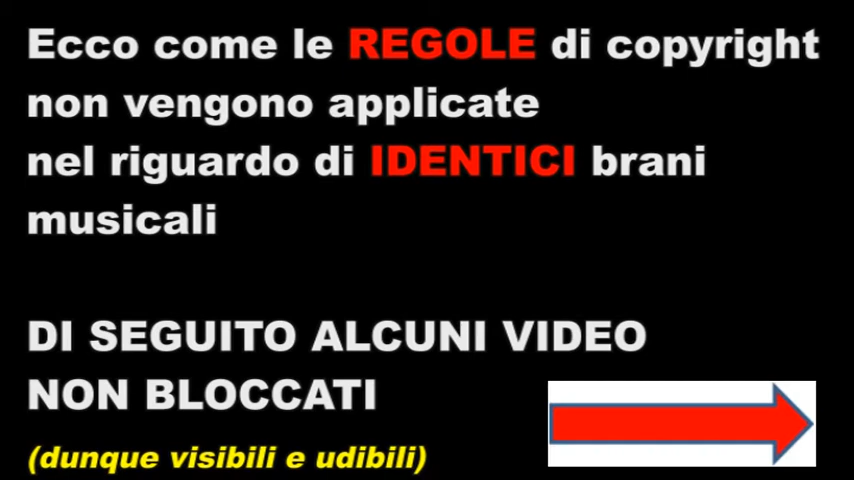 Ecco come le REGOLE di copyright
non vengono applicate
nel riguardo di IDENTICI brani
musicali
DI SEGUITO ALCUNI VIDEO
NON BLOCCATI
(dunque visibili e udibili)